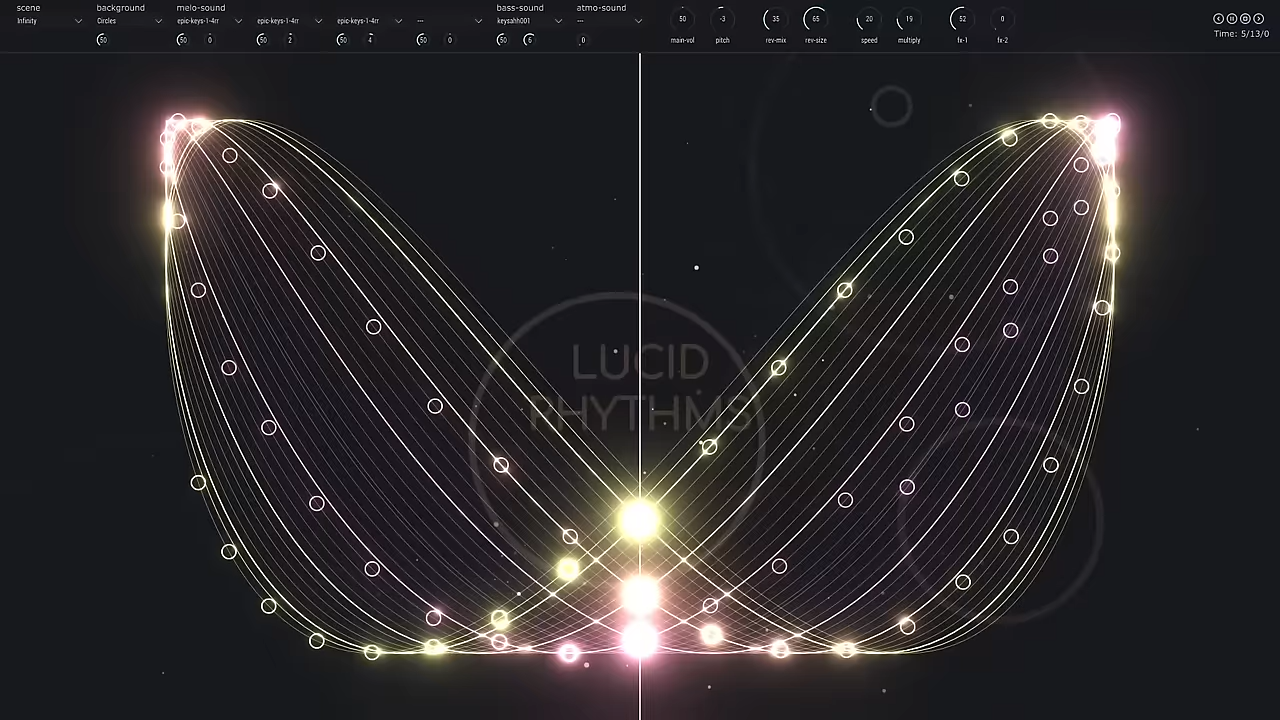 scene background melo-sound bass-sound atmo-sound
Infinity Circles epic-keys-1-4rr epic-keys-1-4rr epic-keys-1-4rr --- keysahh001 ---
50 50 0 50 2 50 4 50 0 50 6 0
50 -3 35 65 20 19 52 0
main-vol pitch rev-mix rev-size speed multiply fx-1 fx-2
Time: 5/13/0
LUCID
RHYTHMS